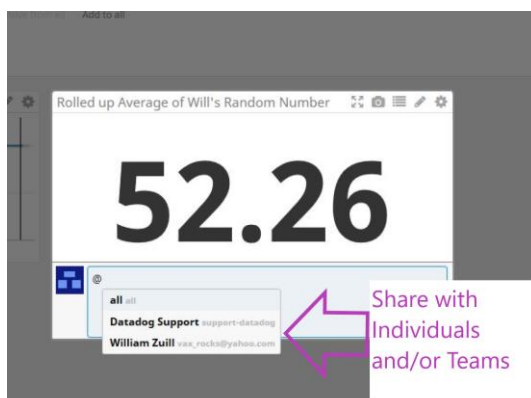 Add to all
Rolled up Average of Will's Random Number
52.26
@
all all
Datadog Support support-datadog
William Zuill vax_rocks@yahoo.com
Share with
Individuals
and/or Teams